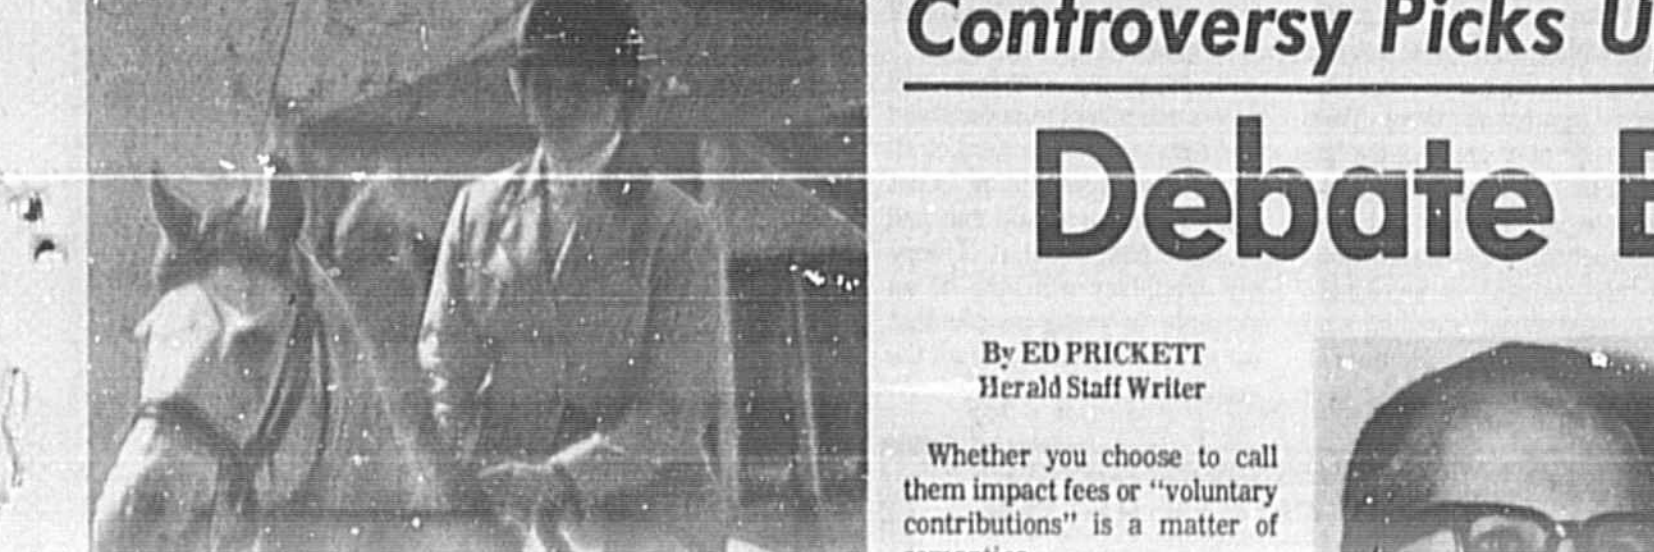 Controversy Picks
Debate
By ED PRICKETT
Herald Staff Writer
Whether you choose to call
them impact fees or "voluntary
contributions" is a matter of